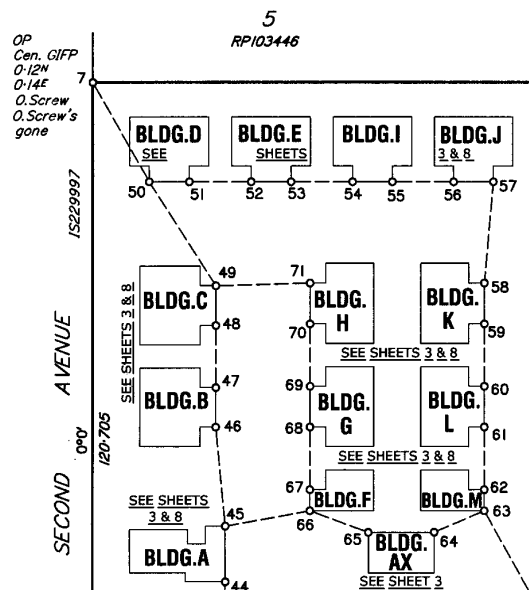 5
RP103446
OP
Cen. GIFP
0·12N
0·14E
O.Screw
O.Screw's
gone
7
BLDG.D
SEE
BLDG.E
SHEETS
BLDG.I
BLDG.J
3 & 8
50
51
52
53
54
55
56
57
IS229997
49
71
58
BLDG.C
48
BLDG.
H
70
BLDG.
K
59
SEE SHEETS 3 & 8
SEE SHEETS 3 & 8
47
BLDG.B
46
69
BLDG.
G
68
60
BLDG.
L
61
SEE SHEETS 3 & 8
SECOND AVENUE
0°0'
120·705
67
BLDG.F
66
BLDG.M
62
63
SEE SHEETS
3 & 8
45
BLDG.A
44
65
BLDG.
AX
64
SEE SHEET 3